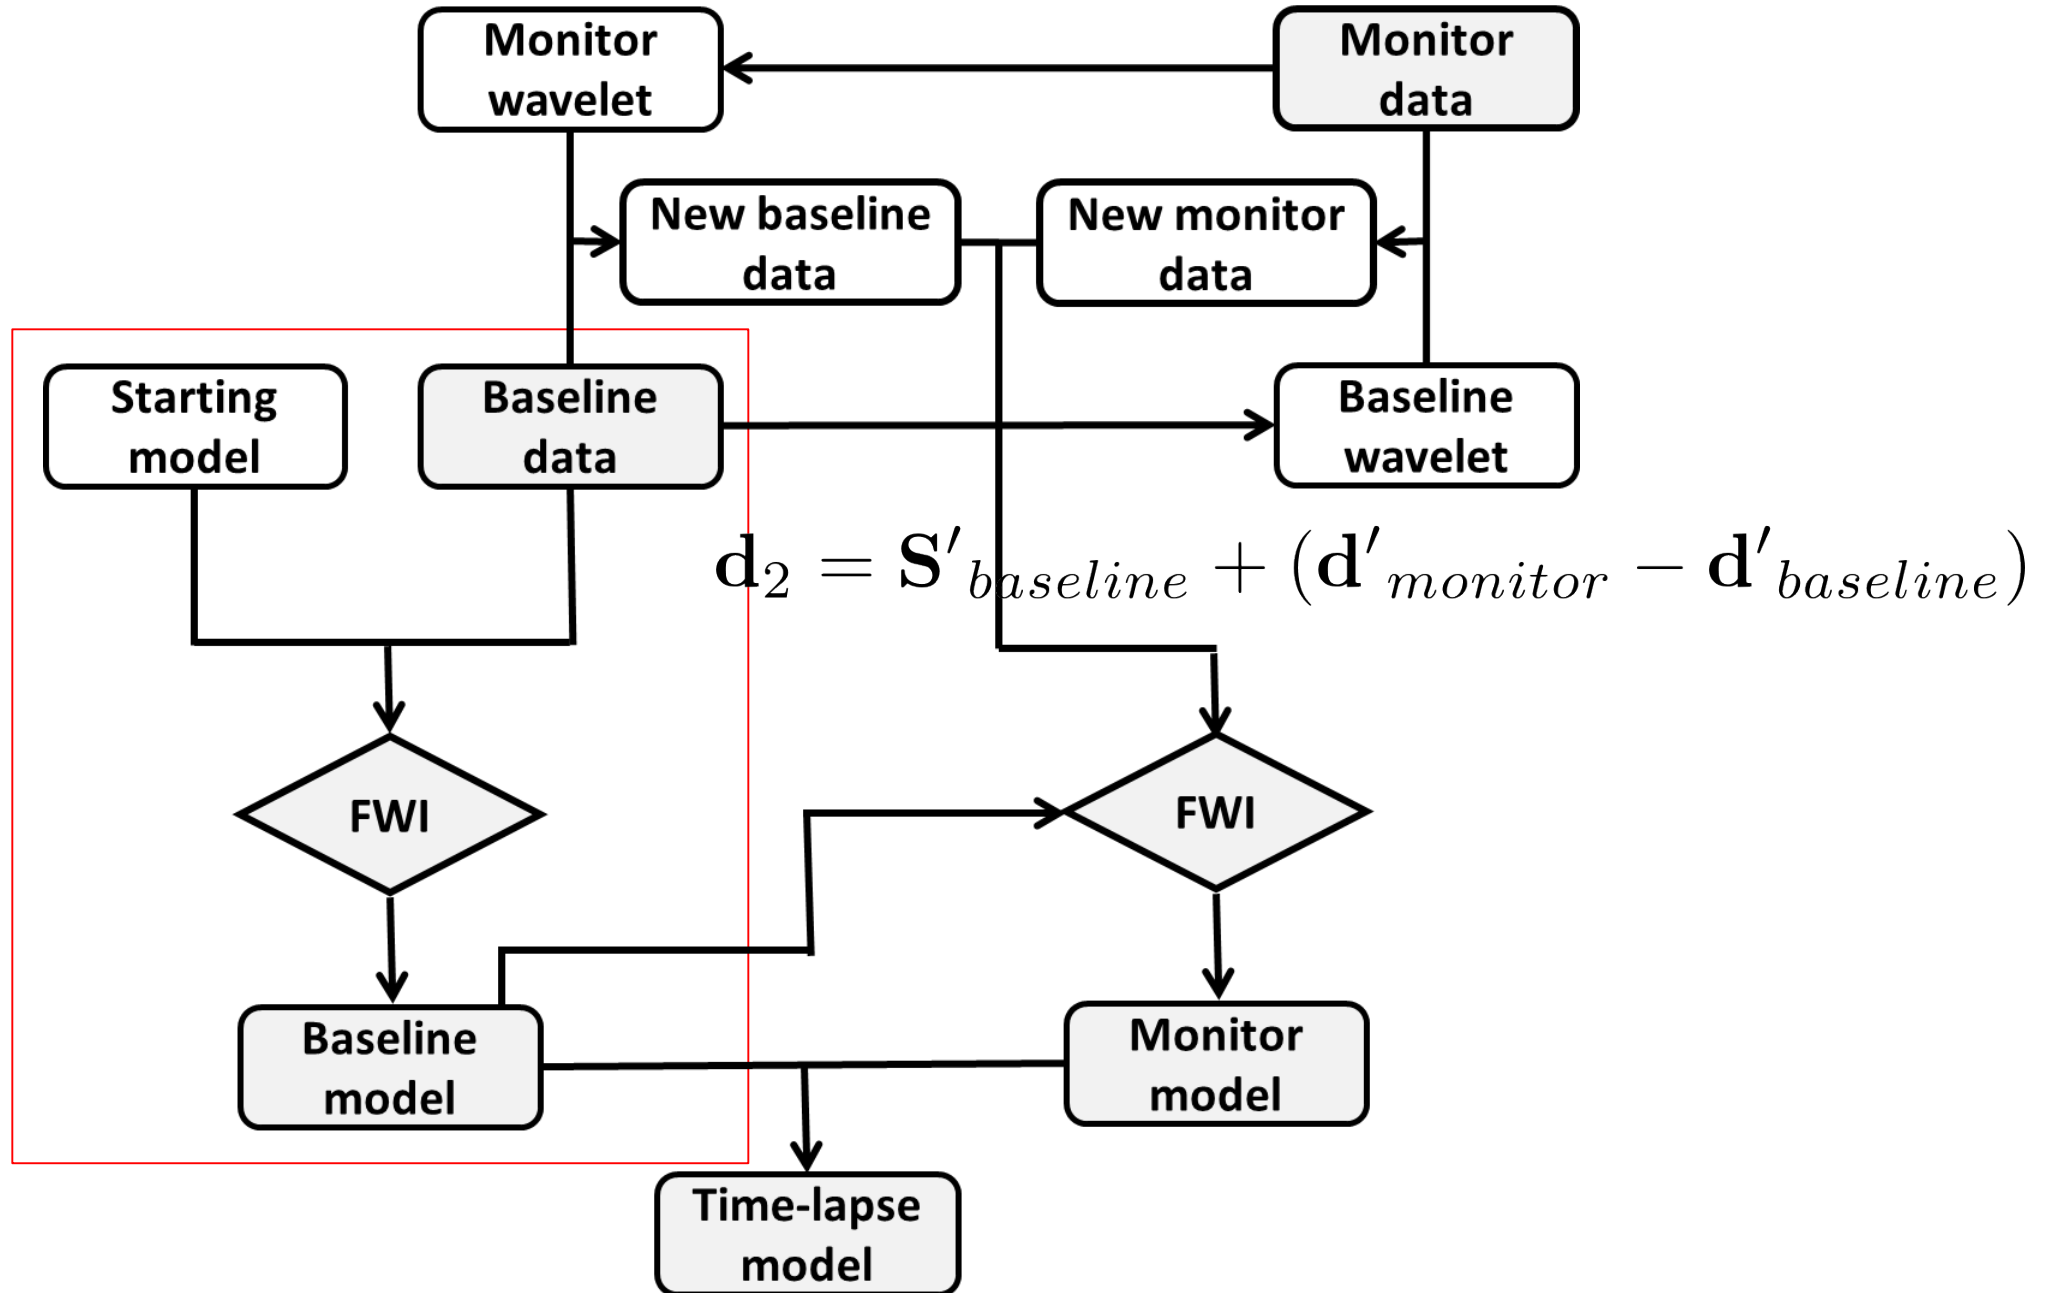 Monitor
wavelet
Monitor
data
New baseline
data
New monitor
data
Starting
model
Baseline
data
Baseline
wavelet
d₂ = S′baseline + (d′monitor − d′baseline)
FWI
FWI
Baseline
model
Monitor
model
Time-lapse
model